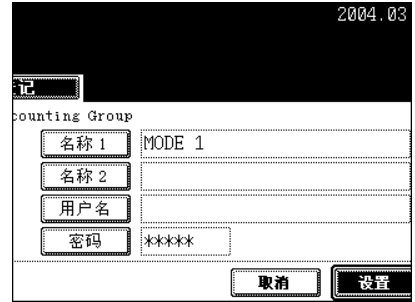 2004.03
记
counting Group
名称 1 MODE 1
名称 2
用户名
密码 *****
取消 设置